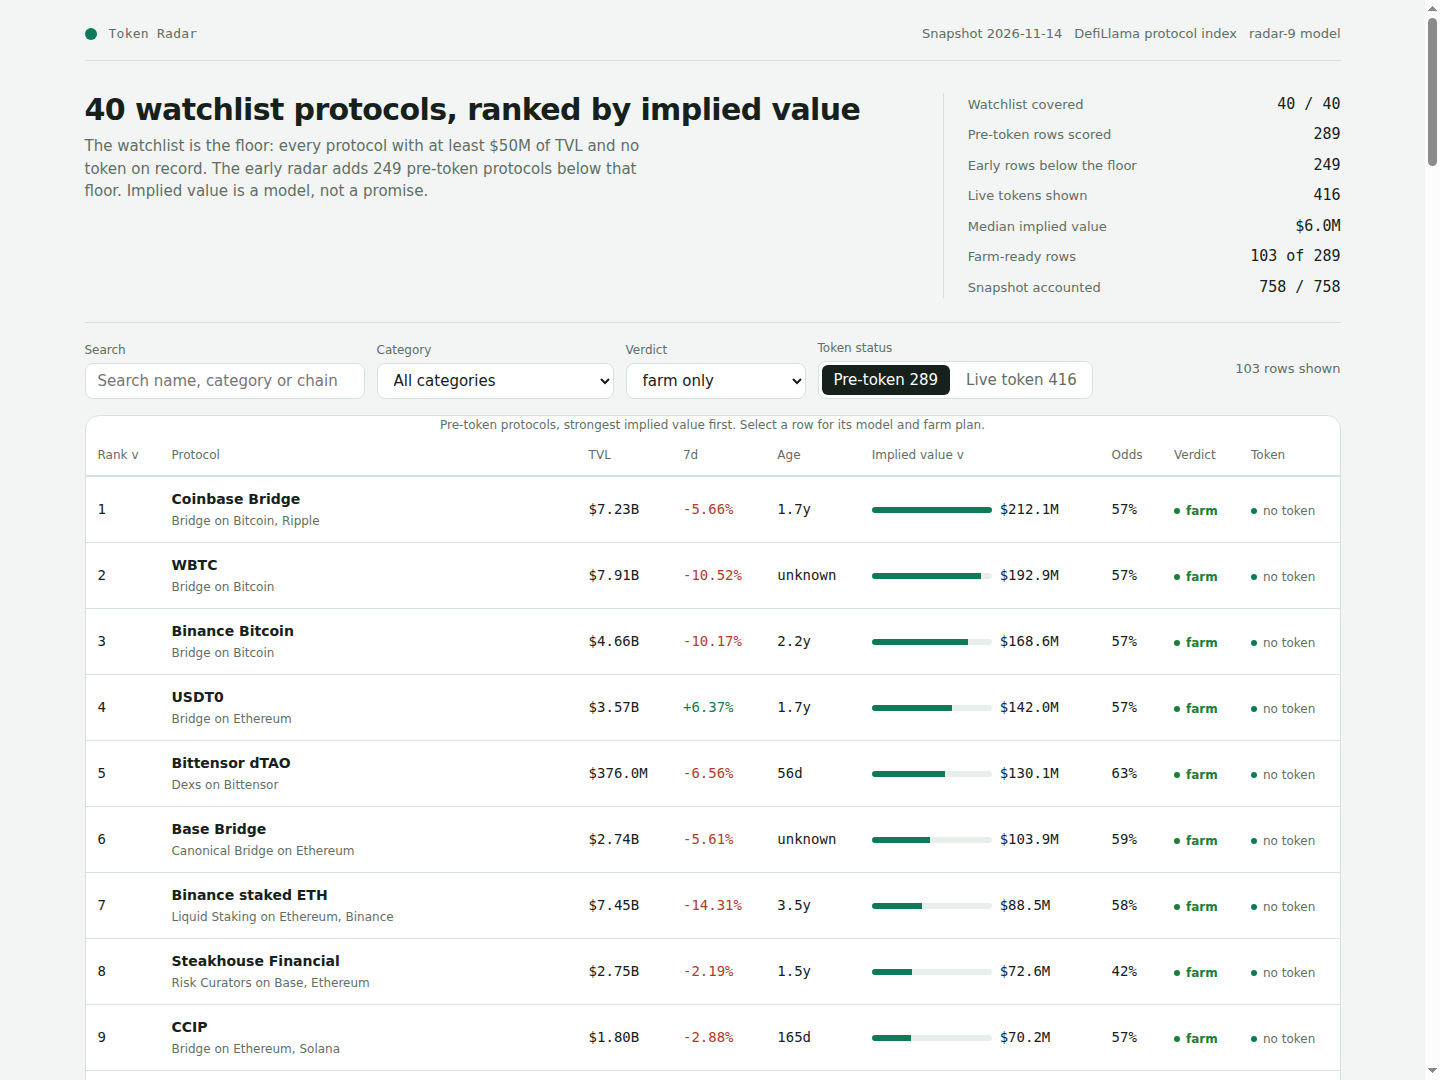 Token Radar
Snapshot 2026-11-14 DefiLlama protocol index radar-9 model
40 watchlist protocols, ranked by implied value
The watchlist is the floor: every protocol with at least $50M of TVL and no
token on record. The early radar adds 249 pre-token protocols below that
floor. Implied value is a model, not a promise.
Watchlist covered 40 / 40
Pre-token rows scored 289
Early rows below the floor 249
Live tokens shown 416
Median implied value $6.0M
Farm-ready rows 103 of 289
Snapshot accounted 758 / 758
Search Category Verdict Token status
Search name, category or chain All categories farm only Pre-token 289 Live token 416 103 rows shown
Pre-token protocols, strongest implied value first. Select a row for its model and farm plan.
Rank v Protocol TVL 7d Age Implied value v Odds Verdict Token
1 Coinbase Bridge $7.23B -5.66% 1.7y $212.1M 57% farm no token
Bridge on Bitcoin, Ripple
2 WBTC $7.91B -10.52% unknown $192.9M 57% farm no token
Bridge on Bitcoin
3 Binance Bitcoin $4.66B -10.17% 2.2y $168.6M 57% farm no token
Bridge on Bitcoin
4 USDT0 $3.57B +6.37% 1.7y $142.0M 57% farm no token
Bridge on Ethereum
5 Bittensor dTAO $376.0M -6.56% 56d $130.1M 63% farm no token
Dexs on Bittensor
6 Base Bridge $2.74B -5.61% unknown $103.9M 59% farm no token
Canonical Bridge on Ethereum
7 Binance staked ETH $7.45B -14.31% 3.5y $88.5M 58% farm no token
Liquid Staking on Ethereum, Binance
8 Steakhouse Financial $2.75B -2.19% 1.5y $72.6M 42% farm no token
Risk Curators on Base, Ethereum
9 CCIP $1.80B -2.88% 165d $70.2M 57% farm no token
Bridge on Ethereum, Solana